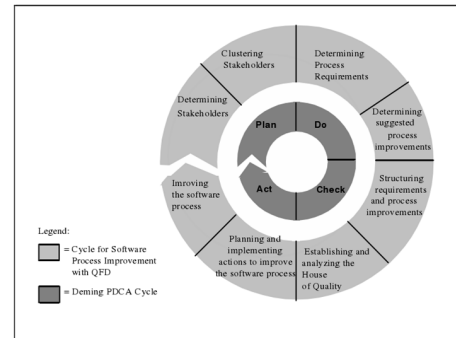 Clustering
Stakeholders
Determining
Process
Requirements
Determining
Stakeholders
Determining
suggested
process
improvements
Plan
Do
Act
Check
Imroving
the software
process
Structuring
requirements
and process
improvements
Planning and
implementing
actions to improve
the software process
Establishing and
analyzing the
House
of Quality
Legend:
= Cycle for Software
Process Improvement
with QFD
= Deming PDCA Cycle